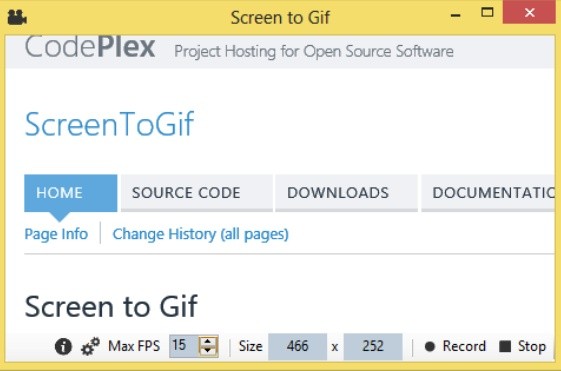 Screen to Gif
CodePlex Project Hosting for Open Source Software
ScreenToGif
HOME SOURCE CODE DOWNLOADS DOCUMENTATIO
Page Info Change History (all pages)
Screen to Gif
Max FPS 15 Size 466 x 252 Record Stop